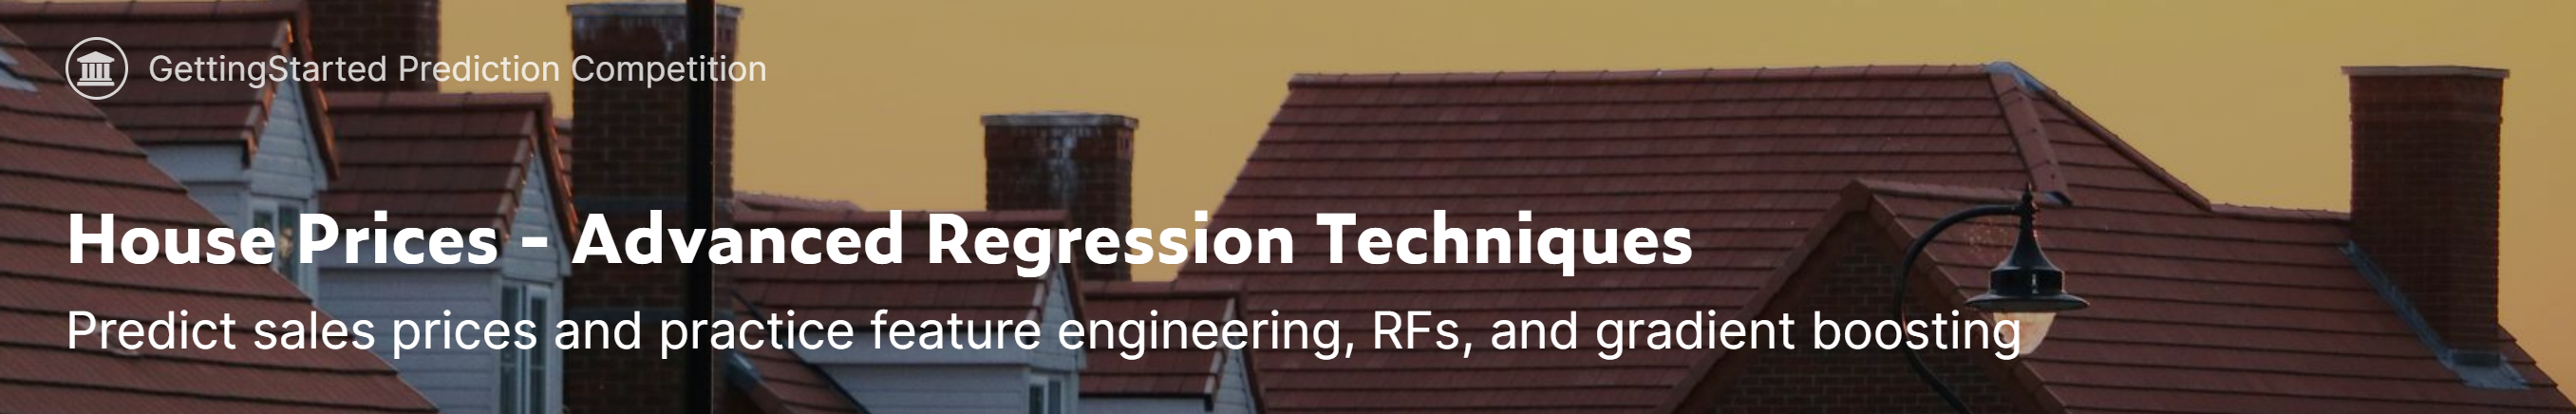 GettingStarted Prediction Competition
House Prices - Advanced Regression Techniques
Predict sales prices and practice feature engineering, RFs, and gradient boosting